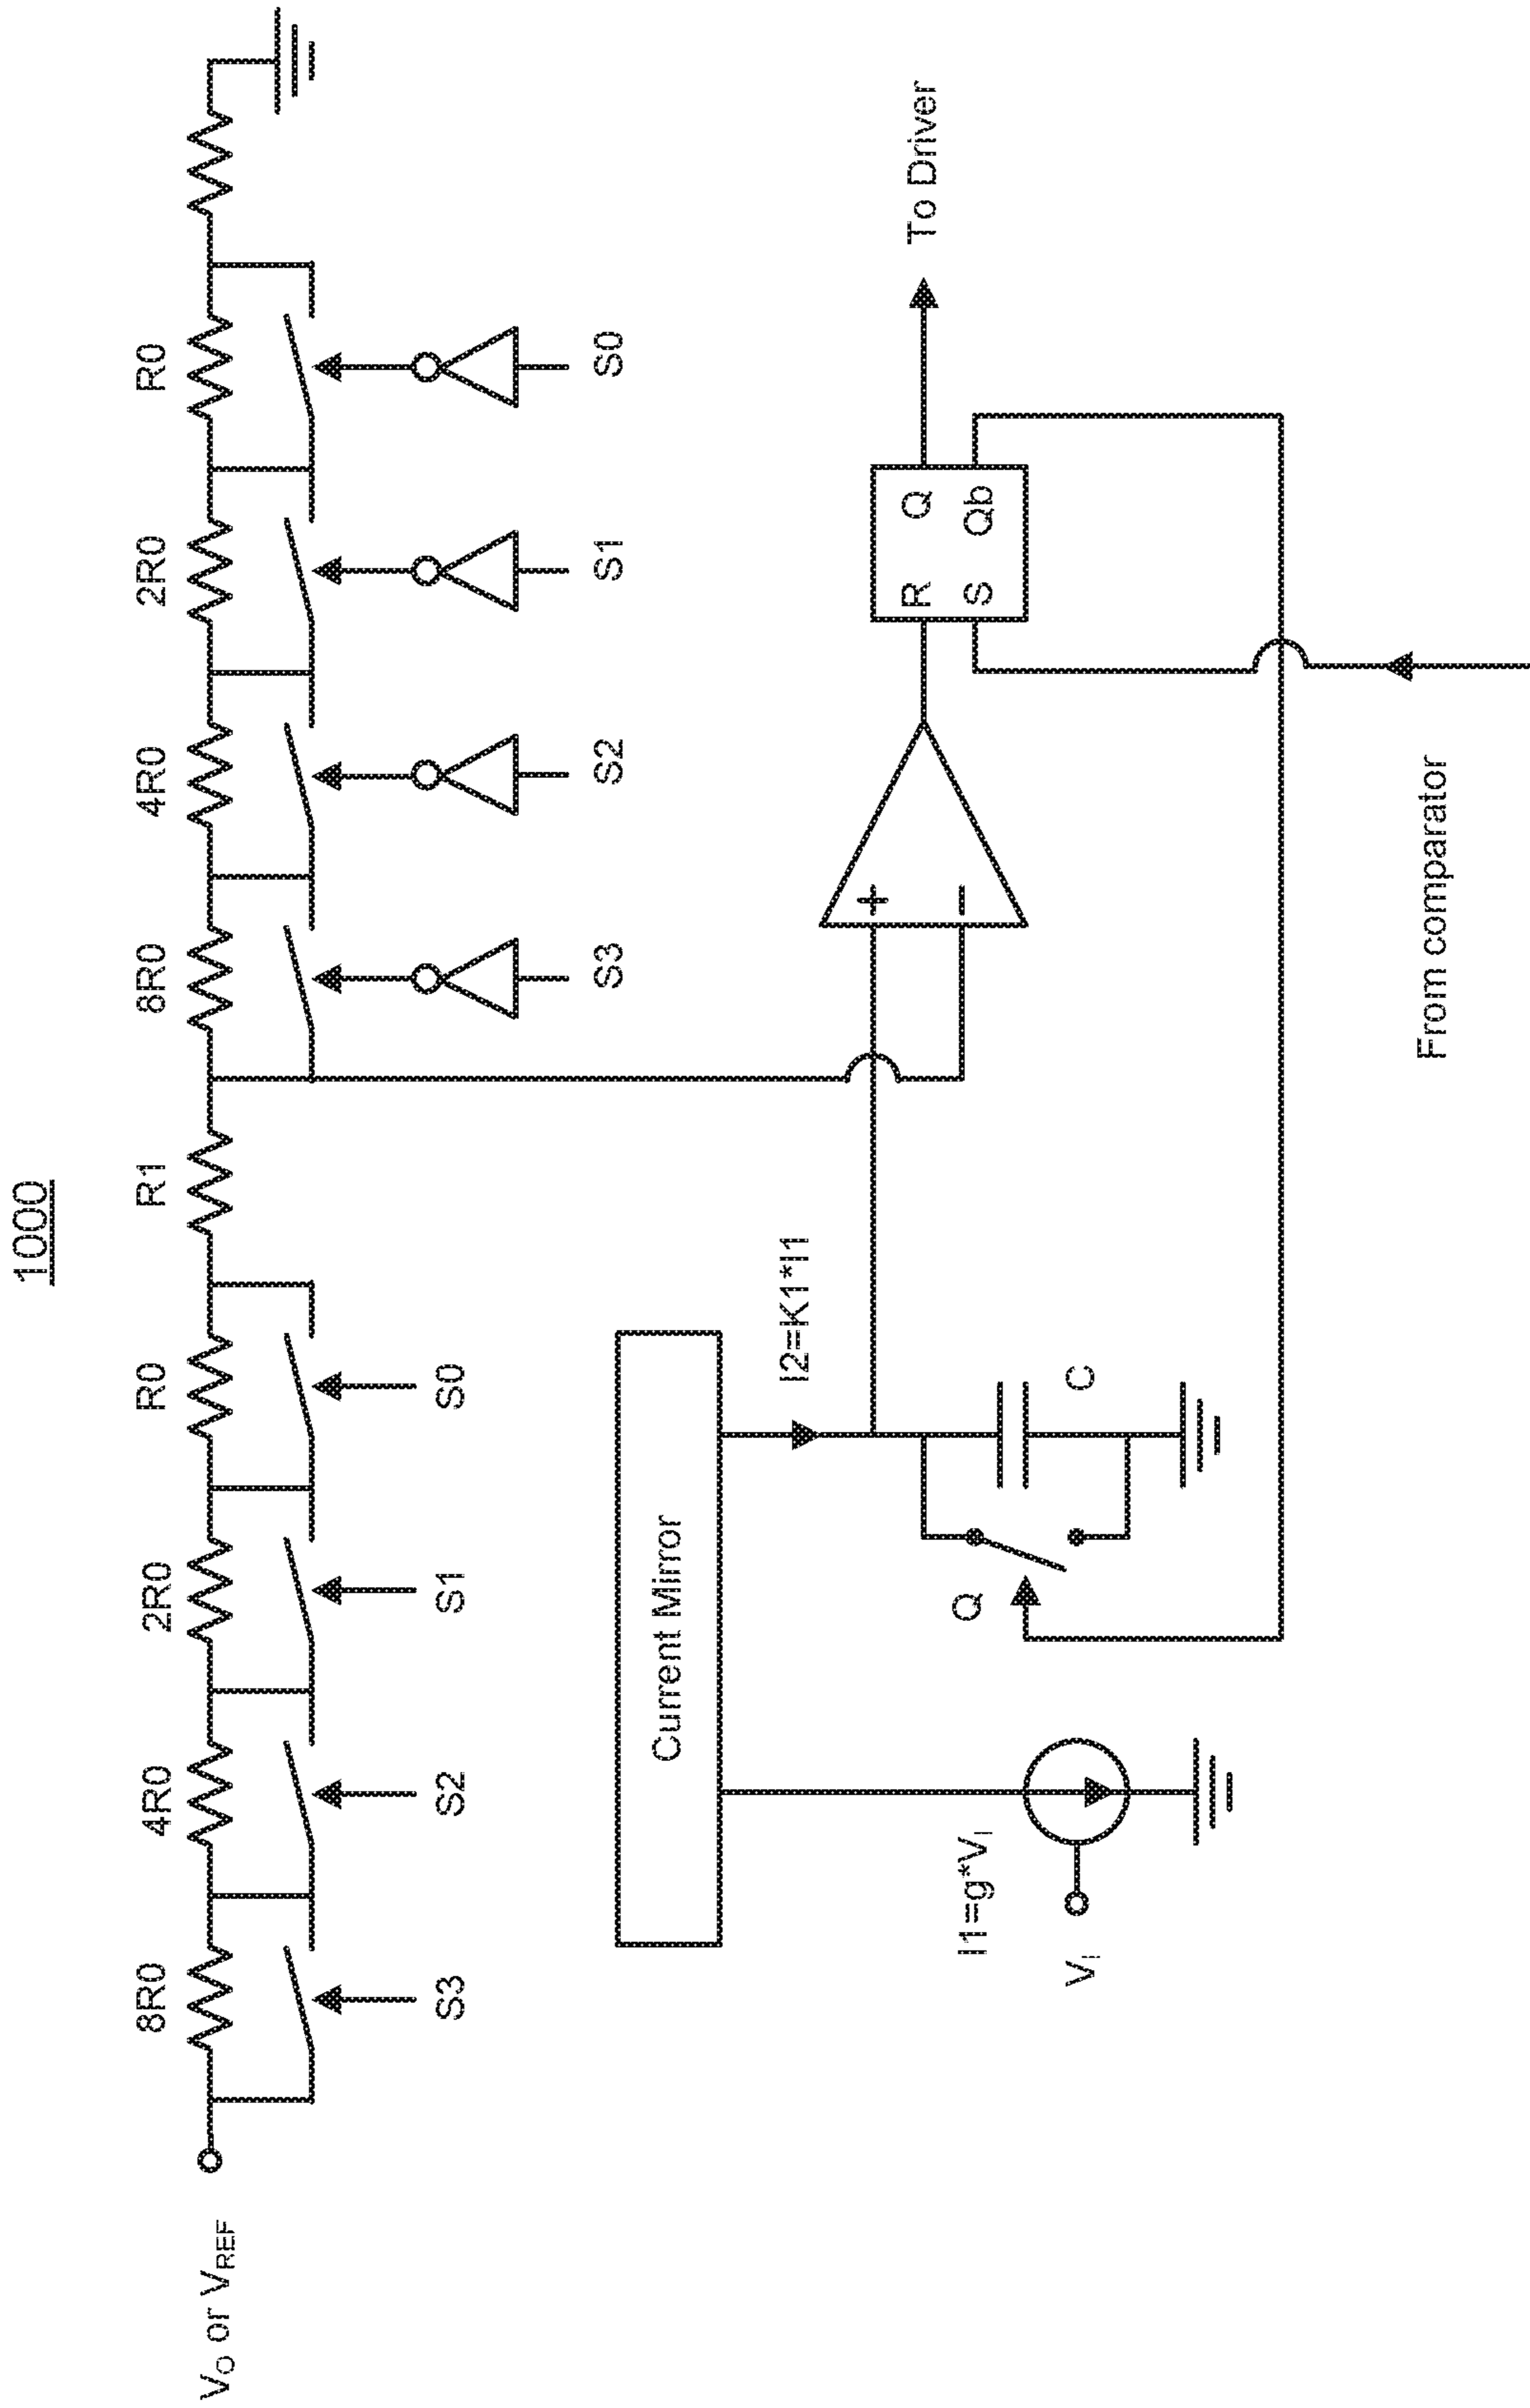 1000
8R0 4R0 2R0 R0 R1 8R0 4R0 2R0 R0
VO or VREF
S3 S2 S1 S0
S3 S2 S1 S0
Current Mirror
I2=K1*I1
I1=g*VI
VI
Q
C
+
−
R Q
S Qb
To Driver
From comparator